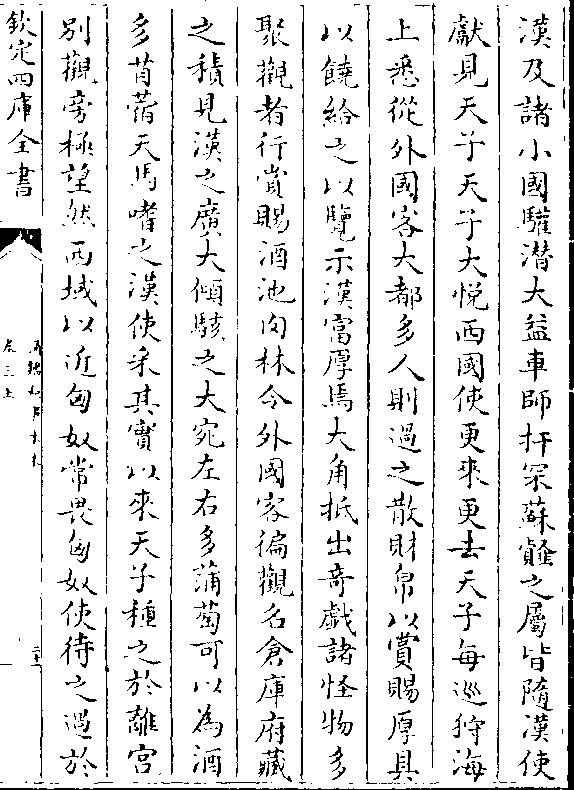 漢及諸小國驩潛大益車師扞罙蘇䪥之屬皆隨漢使
獻見天子天子大悅西國使更來更去天子每巡狩海
上悉從外國客大都多人則過之散財帛以賞賜厚具
以饒給之以覽示漢富厚焉大角抵出奇戲諸怪物多
聚觀者行賞賜酒池肉林令外國客徧觀名倉庫府藏
之積見漢之廣大傾駭之大宛左右多蒲萄可以為酒
多苜蓿天馬嗜之漢使采其實以來天子種之於離宮
別觀旁極望然西域以近匈奴常畏匈奴使待之過於
欽定四庫全書
卷三上